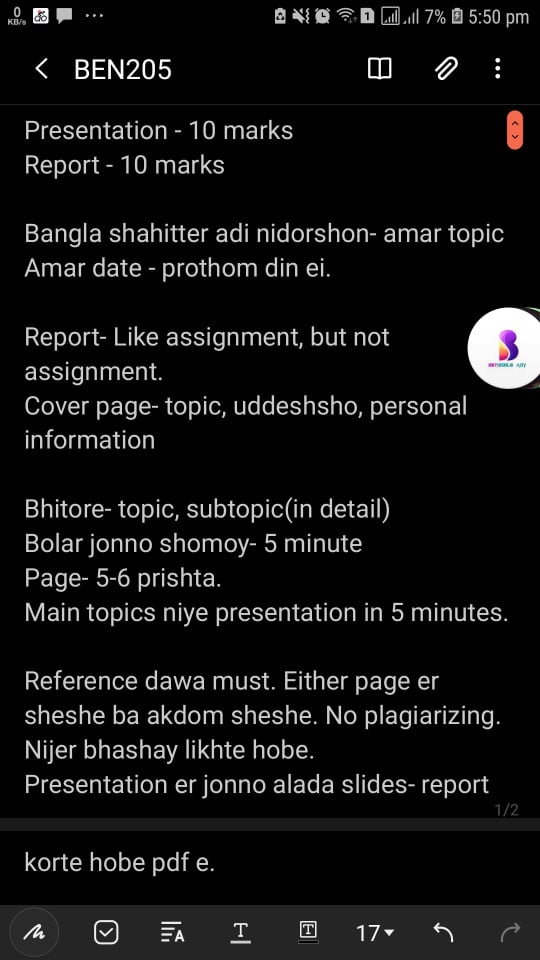 0
KB/s
1
7%
5:50 pm
BEN205
Presentation - 10 marks
Report - 10 marks
Bangla shahitter adi nidorshon- amar topic
Amar date - prothom din ei.
Report- Like assignment, but not
assignment.
Cover page- topic, uddeshsho, personal
information
Bhitore- topic, subtopic(in detail)
Bolar jonno shomoy- 5 minute
Page- 5-6 prishta.
Main topics niye presentation in 5 minutes.
Reference dawa must. Either page er
sheshe ba akdom sheshe. No plagiarizing.
Nijer bhashay likhte hobe.
Presentation er jonno alada slides- report
1/2
korte hobe pdf e.
17